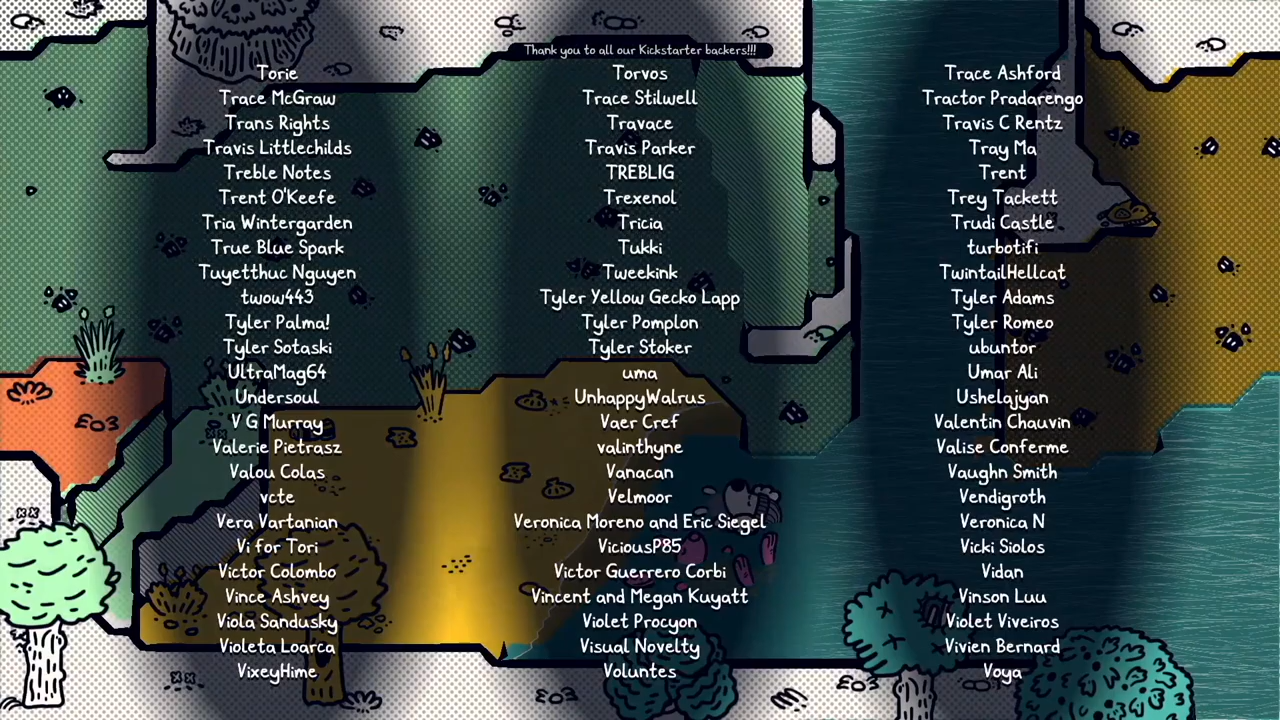 Thank you to all our Kickstarter backers!!!
Torie Torvos Trace Ashford
Trace McGraw Trace Stilwell Tractor Pradarengo
Trans Rights Travace Travis C Rentz
Travis Littlechilds Travis Parker Tray Ma
Treble Notes TREBLIG Trent
Trent O'Keefe Trexenol Trey Tackett
Tria Wintergarden Tricia Trudi Castle
True Blue Spark Tukki turbotifi
Tuyetthuc Nguyen Tweekink TwintailHellcat
twow443 Tyler Yellow Gecko Lapp Tyler Adams
Tyler Palma! Tyler Pomplon Tyler Romeo
Tyler Sotaski Tyler Stoker ubuntor
UltraMag64 uma Umar Ali
Undersoul UnhappyWalrus Ushelajyan
V G Murray Vaer Cref Valentin Chauvin
Valerie Pietrasz valinthyne Valise Conferme
Valou Colas Vanacan Vaughn Smith
vcte Velmoor Vendigroth
Vera Vartanian Veronica Moreno and Eric Siegel Veronica N
Vi for Tori ViciousP85 Vicki Siolos
Victor Colombo Victor Guerrero Corbi Vidan
Vince Ashvey Vincent and Megan Kuyatt Vinson Luu
Viola Sandusky Violet Procyon Violet Viveiros
Violeta Loarca Visual Novelty Vivien Bernard
VixeyHime Voluntes Voya